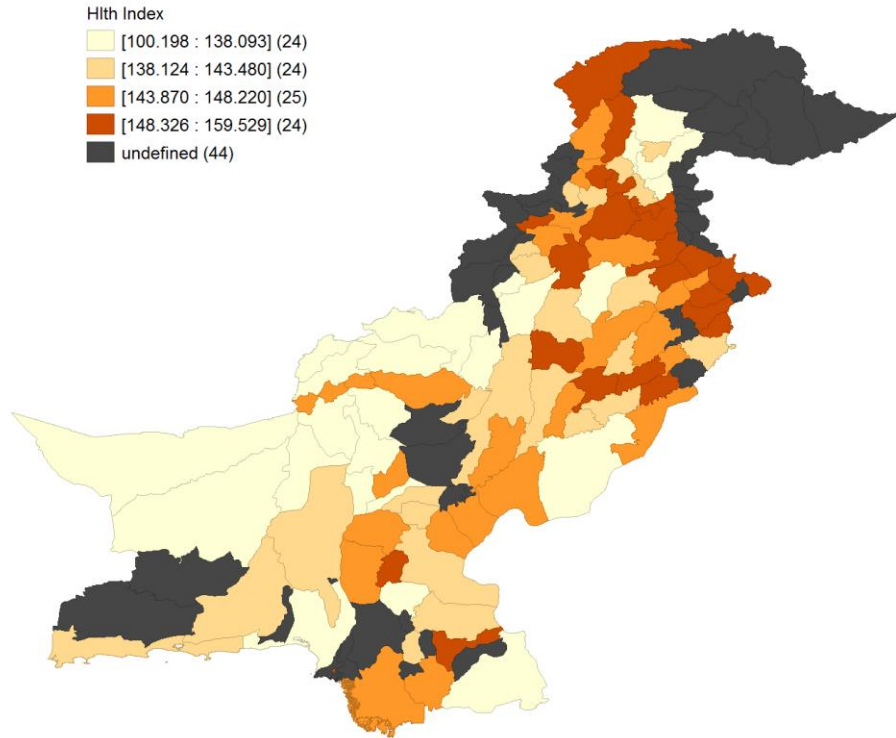 Hlth Index
[100.198 : 138.093] (24)
[138.124 : 143.480] (24)
[143.870 : 148.220] (25)
[148.326 : 159.529] (24)
undefined (44)